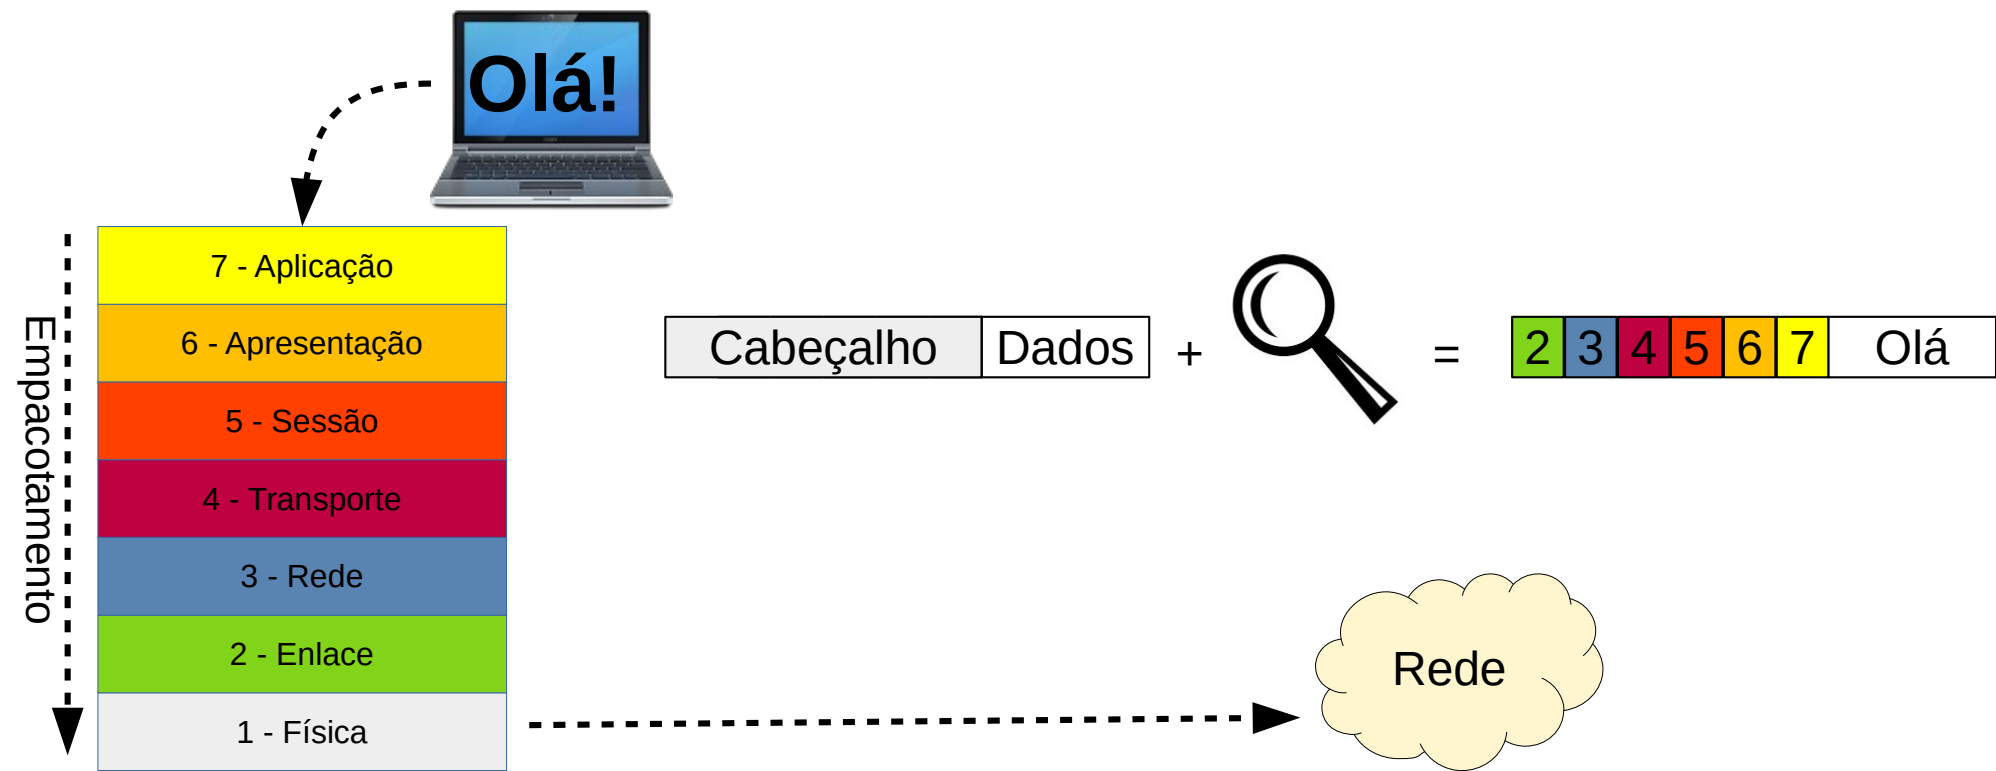 Olá!
Empacotamento
7 - Aplicação
6 - Apresentação
5 - Sessão
4 - Transporte
3 - Rede
2 - Enlace
1 - Física
Cabeçalho Dados + = 2 3 4 5 6 7 Olá
Rede